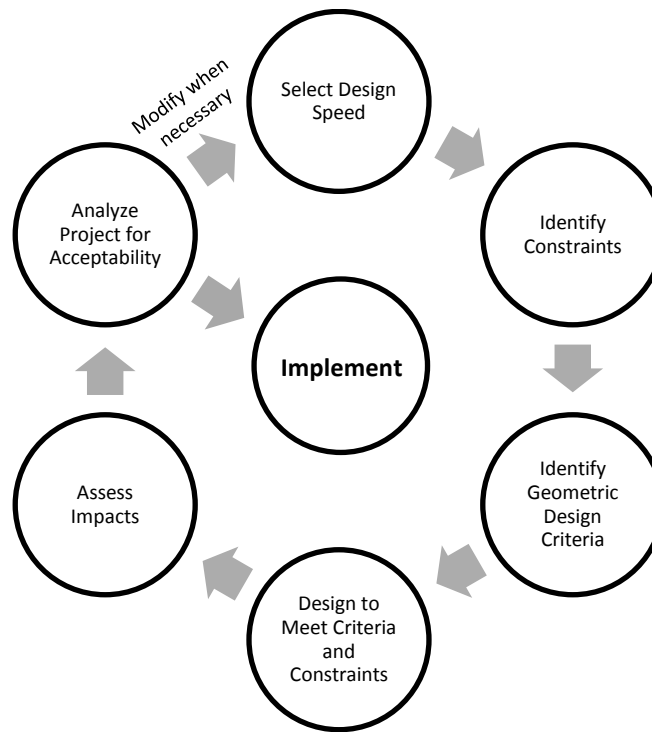 Modify when
necessary
Select Design
Speed
Identify
Constraints
Identify
Geometric
Design
Criteria
Design to
Meet Criteria
and
Constraints
Assess
Impacts
Analyze
Project for
Acceptability
Implement